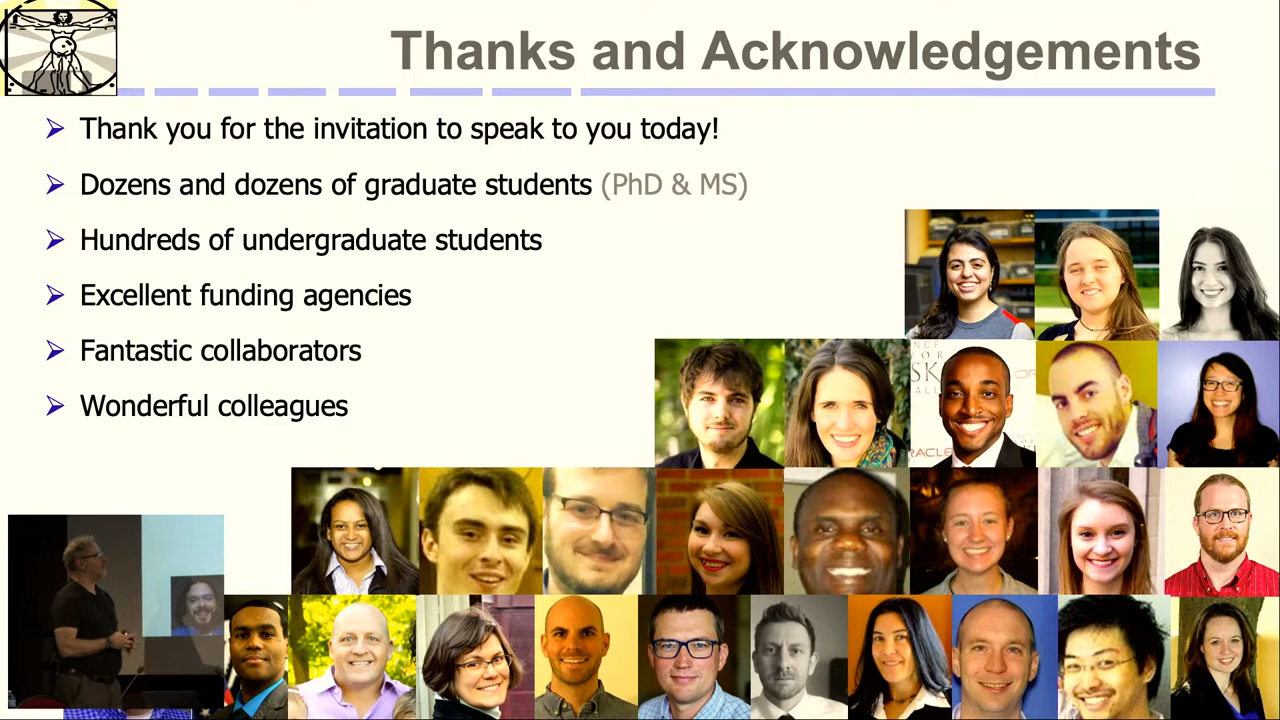 Thanks and Acknowledgements
Thank you for the invitation to speak to you today!
Dozens and dozens of graduate students (PhD & MS)
Hundreds of undergraduate students
Excellent funding agencies
Fantastic collaborators
Wonderful colleagues